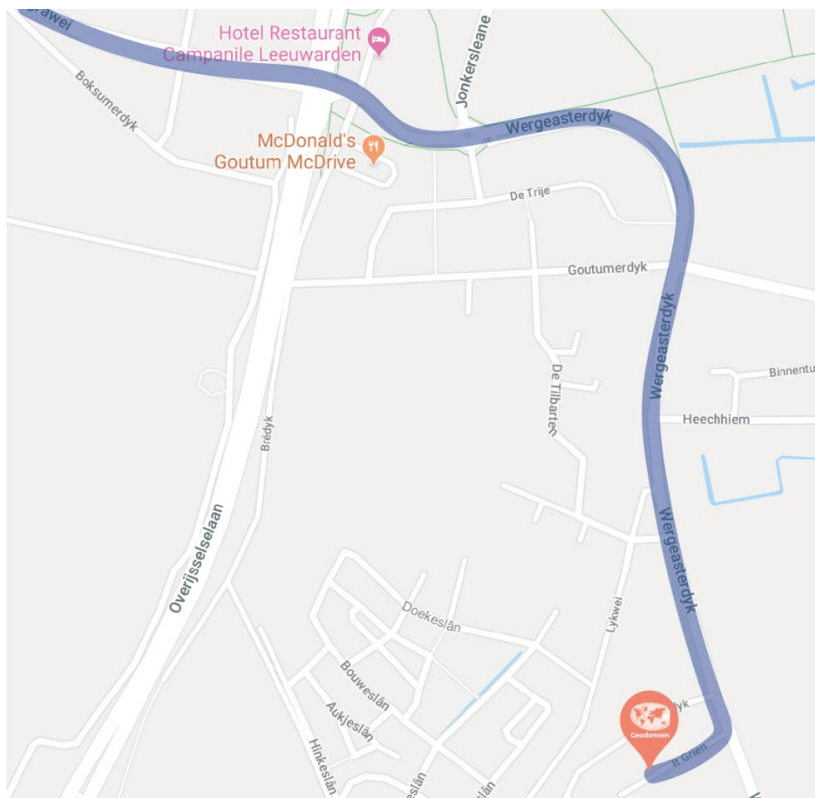 Hotel Restaurant
Campanile Leeuwarden
Jonkersleane
Boksumerdyk
McDonald's
Goutum McDrive
Wergeasterdyk
De Trije
Goutumerdyk
Wergeasterdyk
De Tilbarten
Heechhiem
Brédyk
Overijsselselaan
Wergeasterdyk
Doekeslân
Lykwei
Bouweslân
Aukjeslân
Hinkeslân
Geodomein
It Grien